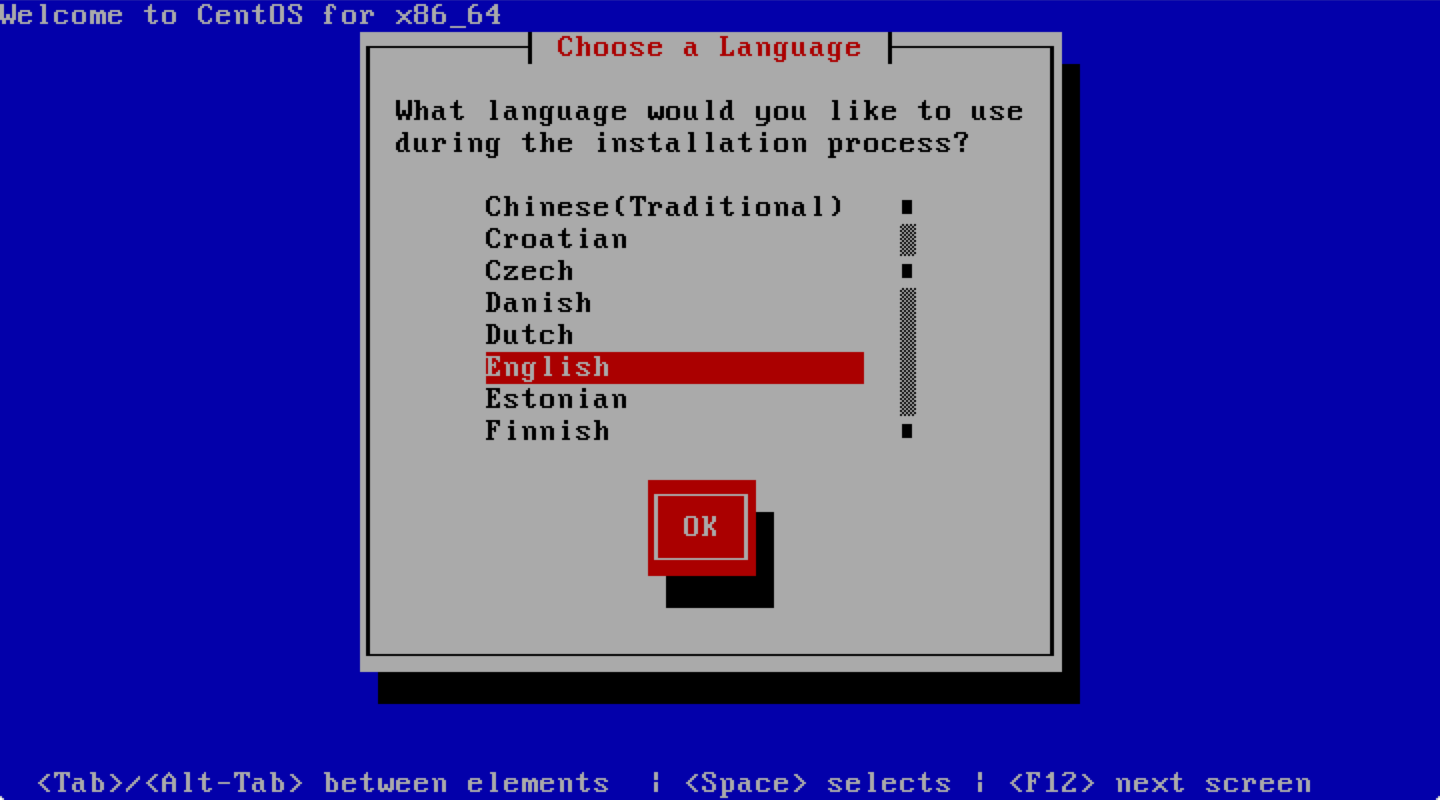 Welcome to CentOS for x86_64
Choose a Language
What language would you like to use
during the installation process?
Chinese(Traditional)
Croatian
Czech
Danish
Dutch
English
Estonian
Finnish
OK
<Tab>/<Alt-Tab> between elements  | <Space> selects | <F12> next screen